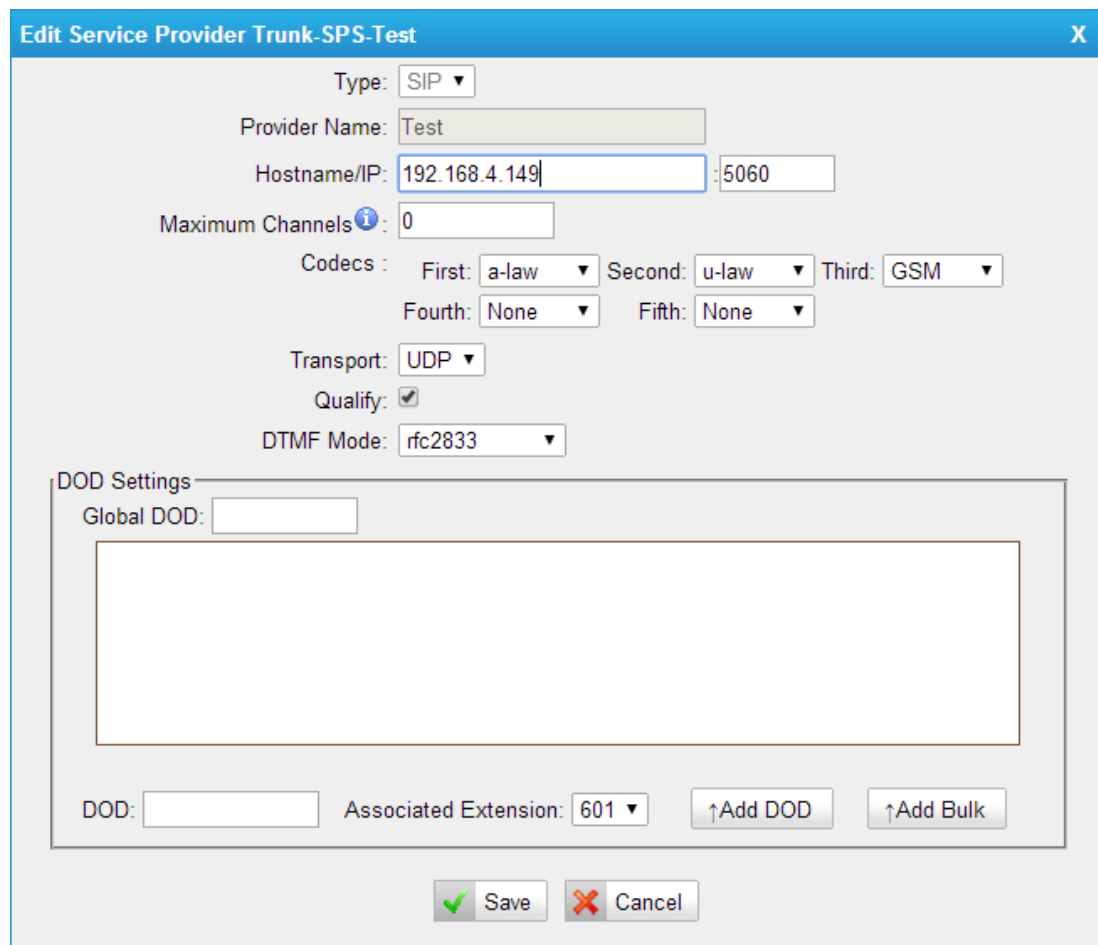 Edit Service Provider Trunk-SPS-Test X
Type: SIP
Provider Name: Test
Hostname/IP: 192.168.4.149 :5060
Maximum Channels : 0
Codecs : First: a-law Second: u-law Third: GSM
Fourth: None Fifth: None
Transport: UDP
Qualify:
DTMF Mode: rfc2833
DOD Settings
Global DOD:
DOD: Associated Extension: 601 ↑Add DOD ↑Add Bulk
Save Cancel